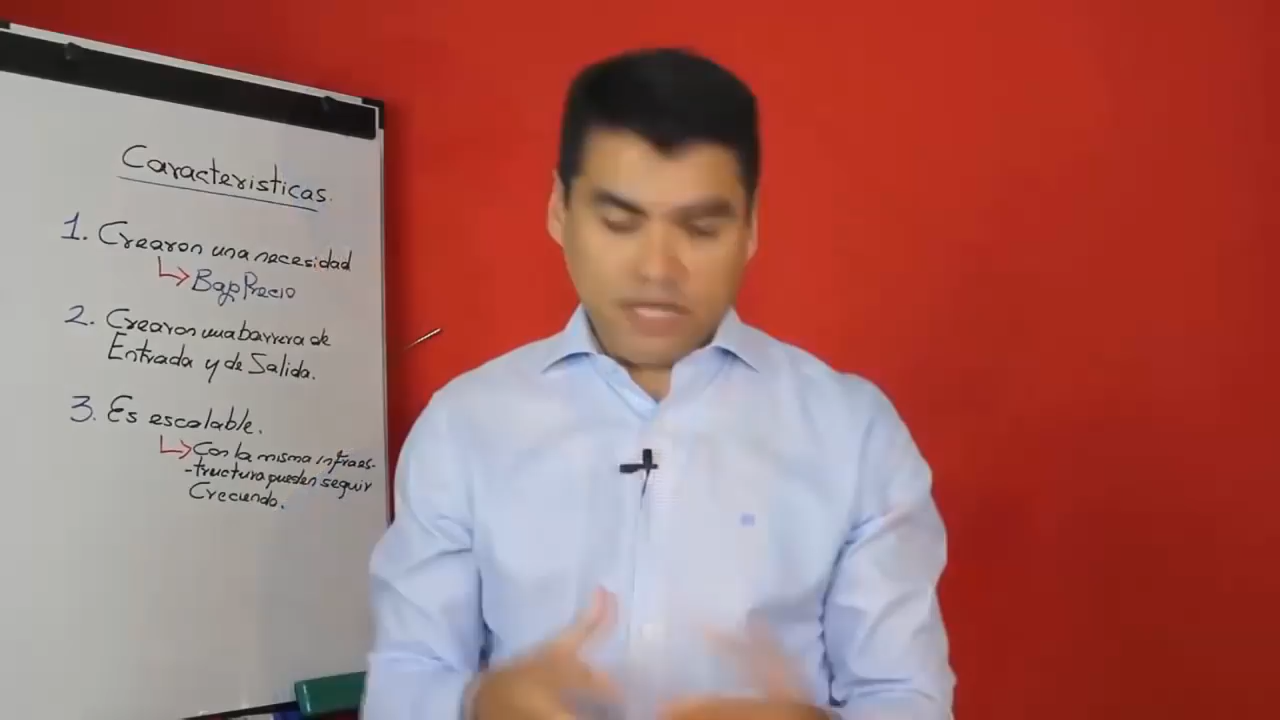 Caracteristicas.
1. Crearon una necesidad
Bajo Precio
2. Crearon una barrera de
Entrada y de Salida.
3. Es escalable.
Con la misma infraes-
-tructura pueden seguir
Creciendo.